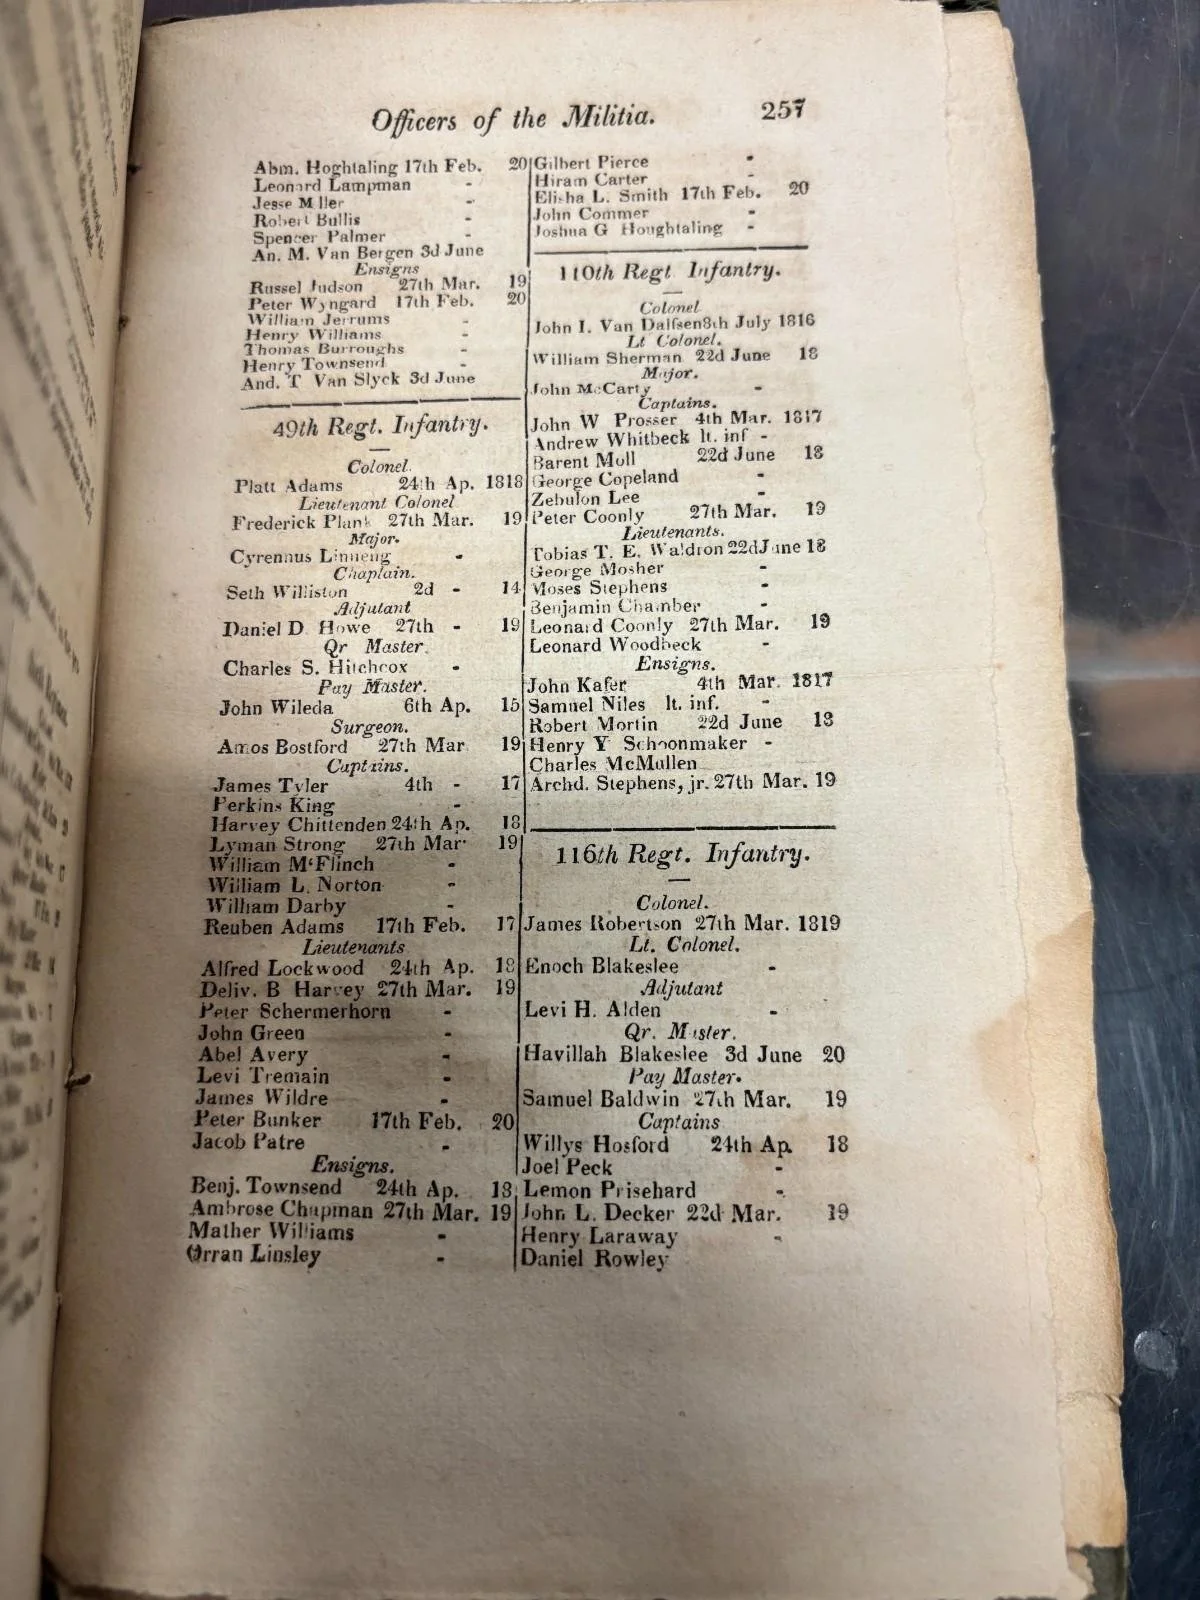 Officers of the Militia. 257
Abm. Hoghtaling 17th Feb. 20
Leonard Lampman -
Jesse Miller -
Robert Bullis -
Spencer Palmer -
An. M. Van Bergen 3d June
Ensigns
Russel Judson 27th Mar. 19
Peter Wyngard 17th Feb. 20
William Jerrums -
Henry Williams -
Thomas Burroughs -
Henry Townsend -
And. T Van Slyck 3d June
49th Regt. Infantry.
Colonel.
Platt Adams 24th Ap. 1818
Lieutenant Colonel
Frederick Plank 27th Mar. 19
Major.
Cyrennus Linneng -
Chaplain.
Seth Williston 2d - 14
Adjutant
Daniel D Howe 27th - 19
Qr Master.
Charles S. Hitchcox -
Pay Master.
John Wileda 6th Ap. 15
Surgeon.
Amos Bostford 27th Mar 19
Captains.
James Tyler 4th - 17
Perkins King -
Harvey Chittenden 24th Ap. 18
Lyman Strong 27th Mar. 19
William M'Flinch -
William L. Norton -
William Darby -
Reuben Adams 17th Feb. 17
Lieutenants
Alfred Lockwood 24th Ap. 18
Deliv. B Harvey 27th Mar. 19
Peter Schermerhorn -
John Green -
Abel Avery -
Levi Tremain -
James Wildre -
Peter Bunker 17th Feb. 20
Jacob Patre -
Ensigns.
Benj. Townsend 24th Ap. 18
Ambrose Chapman 27th Mar. 19
Mather Williams -
Orran Linsley -
Gilbert Pierce -
Hiram Carter -
Elisha L. Smith 17th Feb. 20
John Commer -
Joshua G Houghtaling -
110th Regt Infantry.
Colonel
John I. Van Dalfsen 8th July 1816
Lt Colonel.
William Sherman 22d June 18
Major.
John McCarty -
Captains.
John W Prosser 4th Mar. 1817
Andrew Whitbeck lt. inf -
Barent Moll 22d June 18
George Copeland -
Zebulon Lee -
Peter Coonly 27th Mar. 19
Lieutenants.
Tobias T. E. Waldron 22d June 18
George Mosher -
Moses Stephens -
Benjamin Chamber -
Leonard Coonly 27th Mar. 19
Leonard Woodbeck -
Ensigns.
John Kafer 4th Mar. 1817
Samuel Niles lt. inf. -
Robert Mortin 22d June 18
Henry Y Schoonmaker -
Charles McMullen
Archd. Stephens, jr. 27th Mar. 19
116th Regt. Infantry.
Colonel.
James Robertson 27th Mar. 1819
Lt. Colonel.
Enoch Blakeslee -
Adjutant
Levi H. Alden -
Qr. Master.
Havillah Blakeslee 3d June 20
Pay Master.
Samuel Baldwin 27th Mar. 19
Captains
Willys Hosford 24th Ap. 18
Joel Peck -
Lemon Prisehard -
John L. Decker 22d Mar. 19
Henry Laraway -
Daniel Rowley